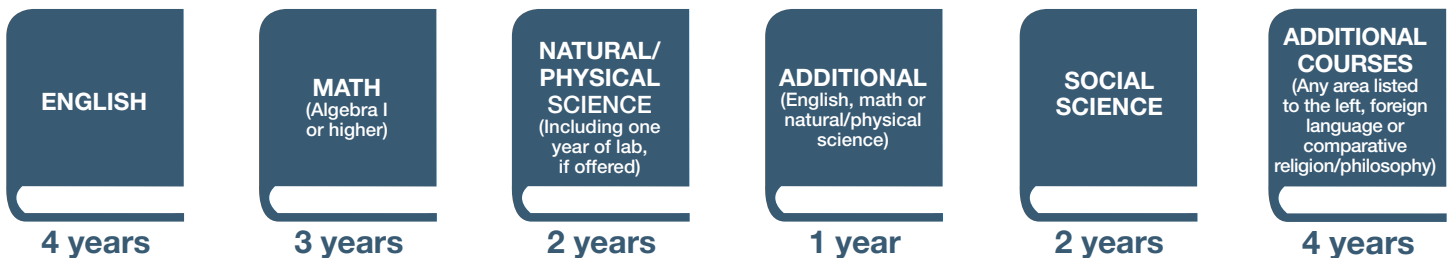 ENGLISH
4 years
MATH
(Algebra I
or higher)
3 years
NATURAL/
PHYSICAL
SCIENCE
(Including one
year of lab,
if offered)
2 years
ADDITIONAL
(English, math or
natural/physical
science)
1 year
SOCIAL
SCIENCE
2 years
ADDITIONAL
COURSES
(Any area listed
to the left, foreign
language or
comparative
religion/philosophy)
4 years